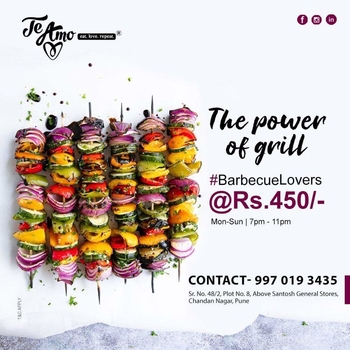 Te Amo
eat. love. repeat.®
The power
of grill
#BarbecueLovers
@Rs.450/-
Mon-Sun | 7pm - 11pm
CONTACT- 997 019 3435
Sr. No. 48/2, Plot No. 8, Above Santosh General Stores,
Chandan Nagar, Pune
T&C APPLY